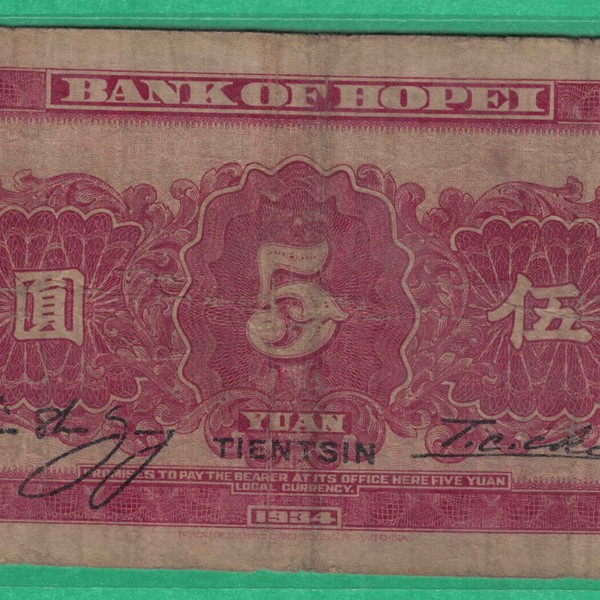 BANK OF HOPEI
圓 5 伍
YUAN
TIENTSIN
PROMISES TO PAY THE BEARER AT ITS OFFICE HERE FIVE YUAN
LOCAL CURRENCY.
1934